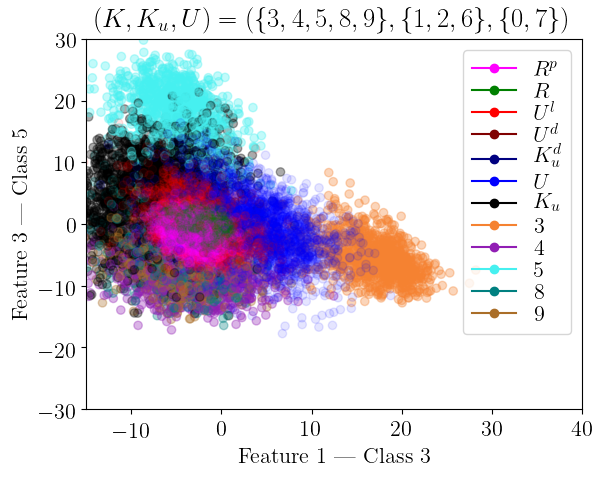 (K, K_u, U) = ({3, 4, 5, 8, 9}, {1, 2, 6}, {0, 7})
30
20
10
0
−10
−20
−30
Feature 3 — Class 5
R^p
R
U^l
U^d
K_u^d
U
K_u
3
4
5
8
9
−10
0
10
20
30
40
Feature 1 — Class 3